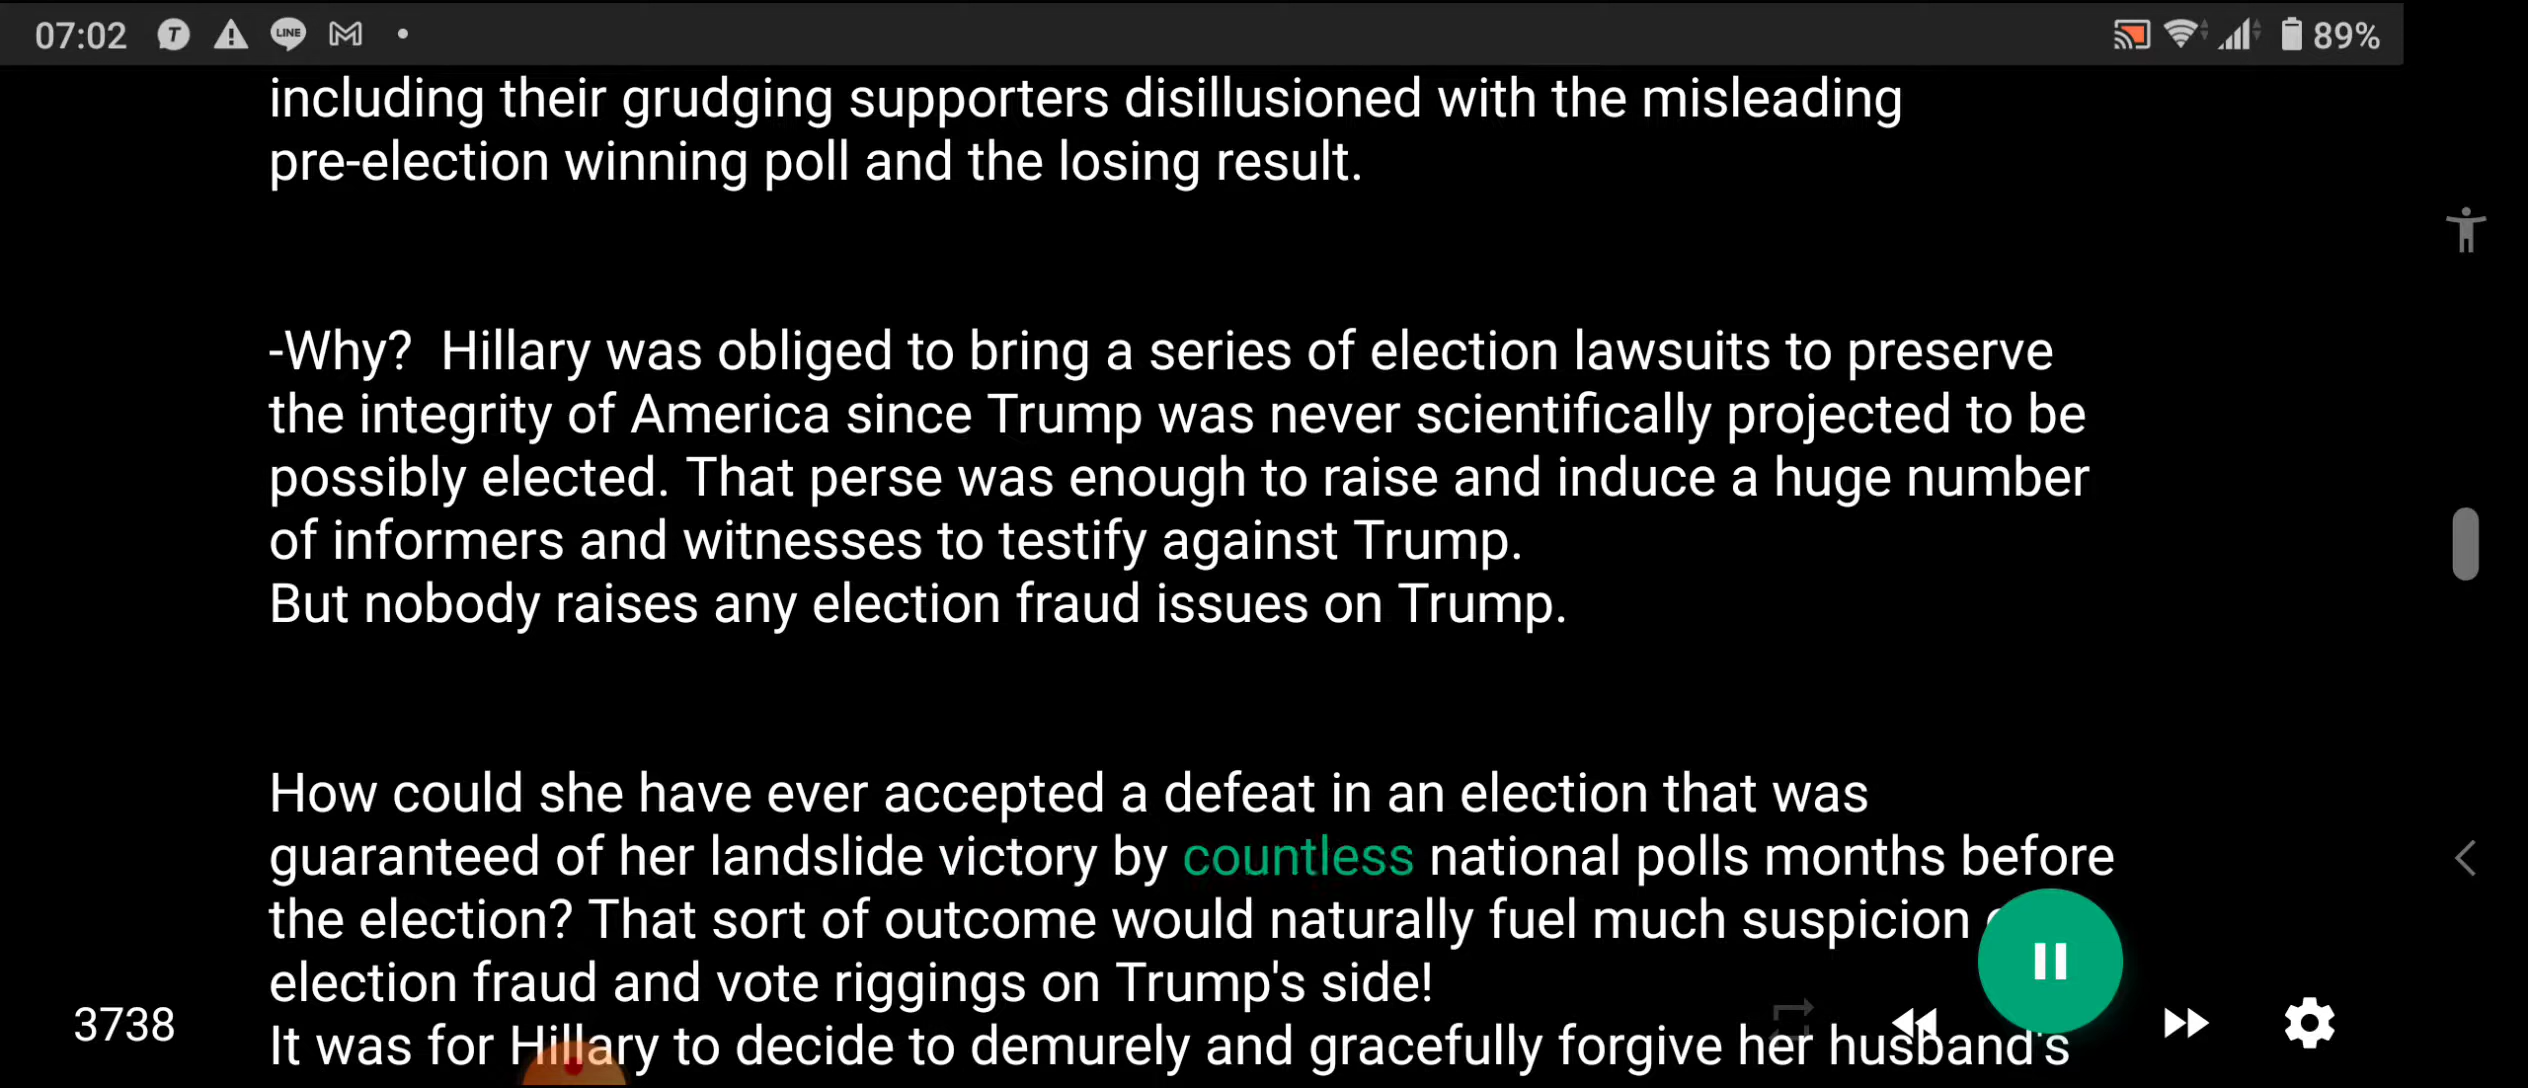 07:02
LINE
89%
including their grudging supporters disillusioned with the misleading
pre-election winning poll and the losing result.
-Why?  Hillary was obliged to bring a series of election lawsuits to preserve
the integrity of America since Trump was never scientifically projected to be
possibly elected. That perse was enough to raise and induce a huge number
of informers and witnesses to testify against Trump.
But nobody raises any election fraud issues on Trump.
How could she have ever accepted a defeat in an election that was
guaranteed of her landslide victory by countless national polls months before
the election? That sort of outcome would naturally fuel much suspicion
election fraud and vote riggings on Trump's side!
It was for Hillary to decide to demurely and gracefully forgive her husband's
3738